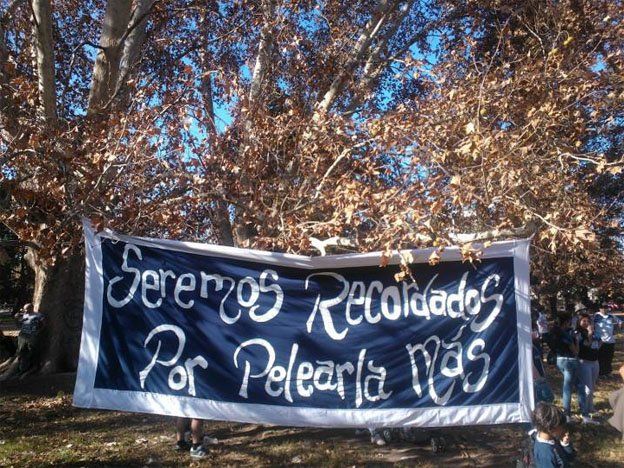 Seremos Recordados
Por Pelearla Más